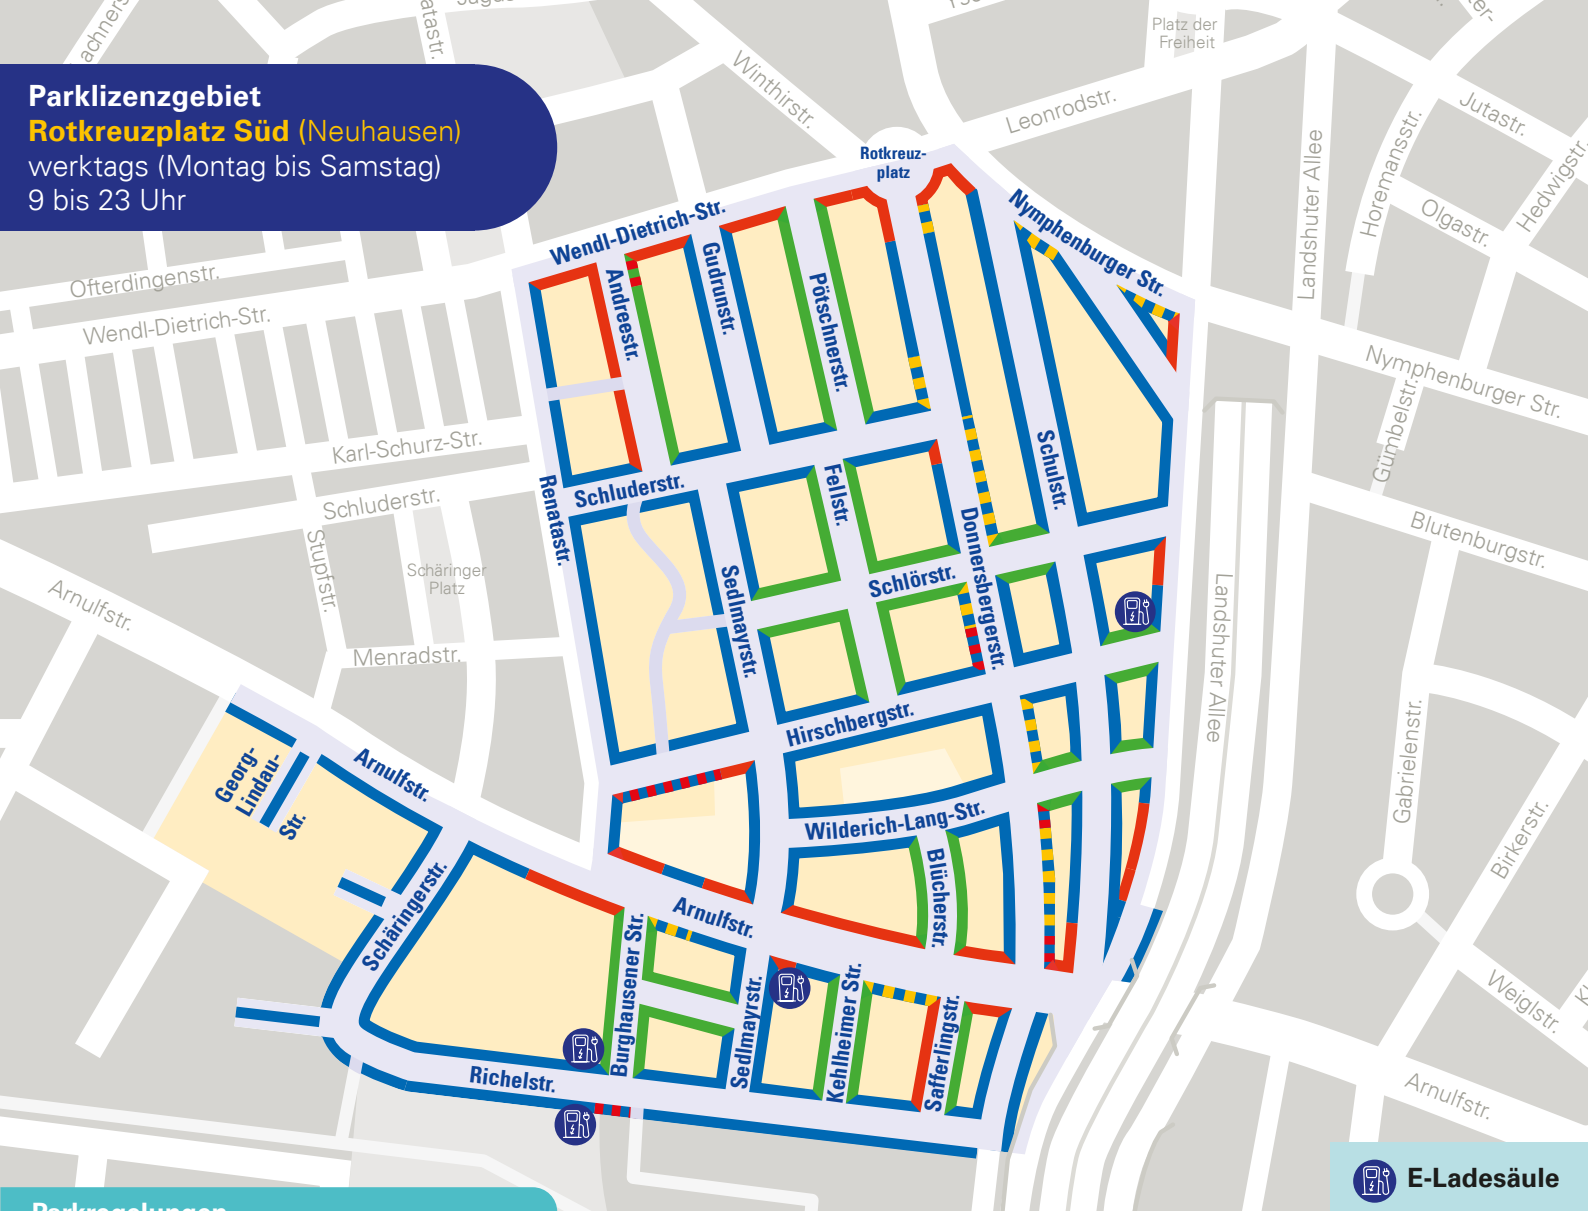 Parklizenzgebiet
Rotkreuzplatz Süd (Neuhausen)
werktags (Montag bis Samstag)
9 bis 23 Uhr
atastr.
Winthirstr.
Platz der
Freiheit
Leonrodstr.
Jutastr.
Horemansstr.
Hedwigstr.
Olgastr.
Landshuter Allee
Rotkreuz-
platz
Nymphenburger Str.
Wendl-Dietrich-Str.
Ofterdingenstr.
Wendl-Dietrich-Str.
Andreestr.
Gudrunstr.
Pötschnerstr.
Nymphenburger Str.
Gümbelstr.
Karl-Schurz-Str.
Schluderstr.
Renatastr.
Schluderstr.
Fellstr.
Schulstr.
Donnersbergerstr.
Blutenburgstr.
Stupfstr.
Schäringer
Platz
Arnulfstr.
Menradstr.
Sedlmayrstr.
Schlörstr.
Landshuter Allee
Hirschbergstr.
Gabrielenstr.
Georg-
Lindau-
Str.
Arnulfstr.
Wilderich-Lang-Str.
Blücherstr.
Birkerstr.
Schäringerstr.
Arnulfstr.
Burghausener Str.
Sedlmayrstr.
Kehlheimer Str.
Safferlingstr.
Weiglstr.
Richelstr.
Arnulfstr.
E-Ladesäule
Parkregelungen